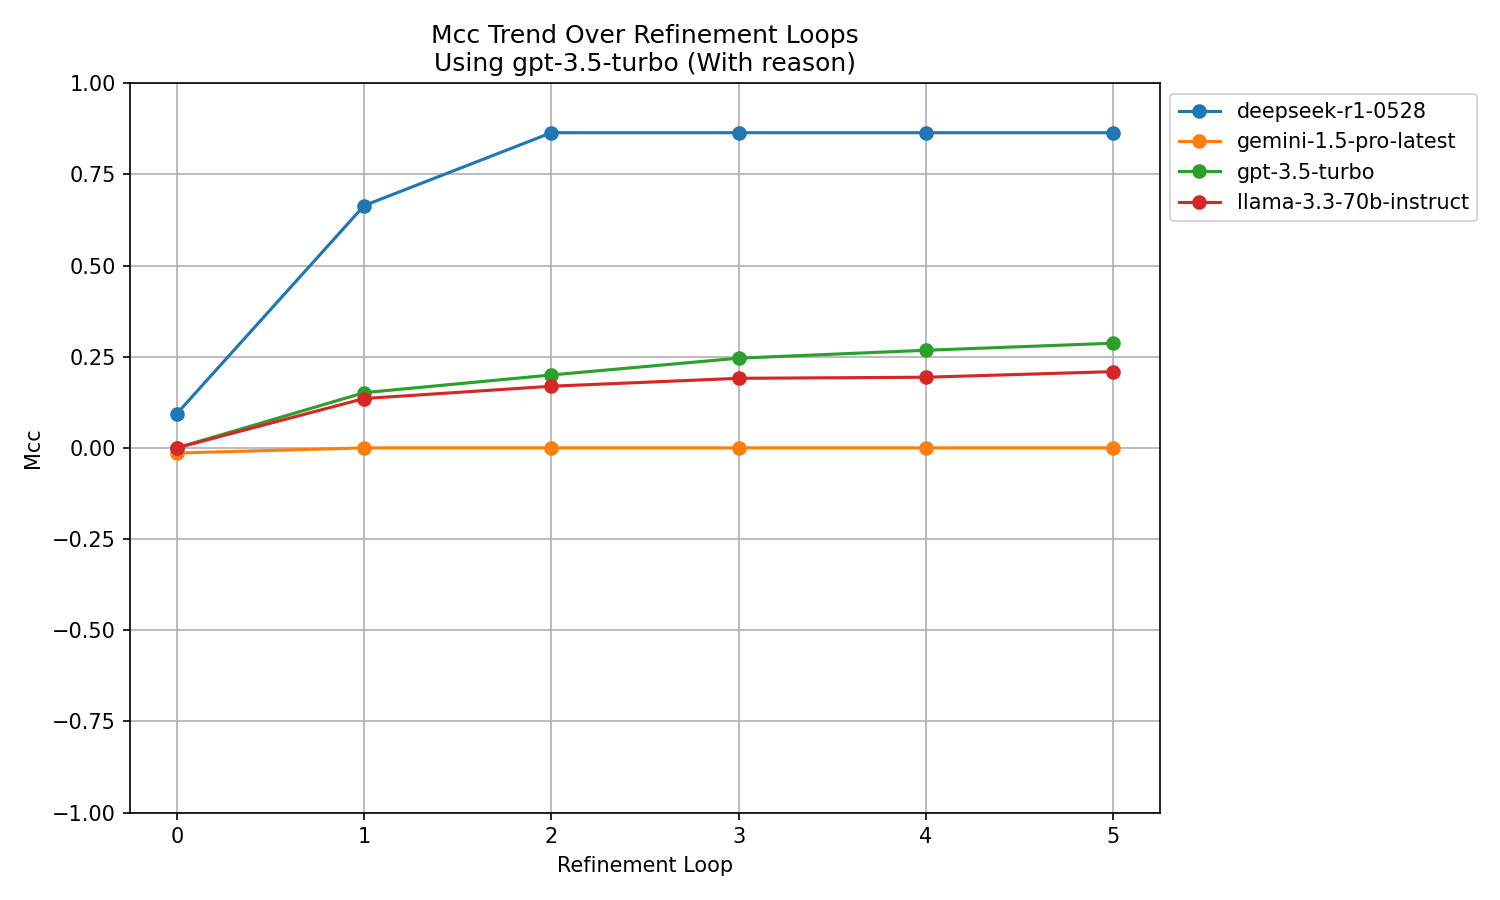 Mcc Trend Over Refinement Loops
Using gpt-3.5-turbo (With reason)
1.00
0.75
0.50
0.25
0.00
−0.25
−0.50
−0.75
−1.00
Mcc
0 1 2 3 4 5
Refinement Loop
deepseek-r1-0528
gemini-1.5-pro-latest
gpt-3.5-turbo
llama-3.3-70b-instruct